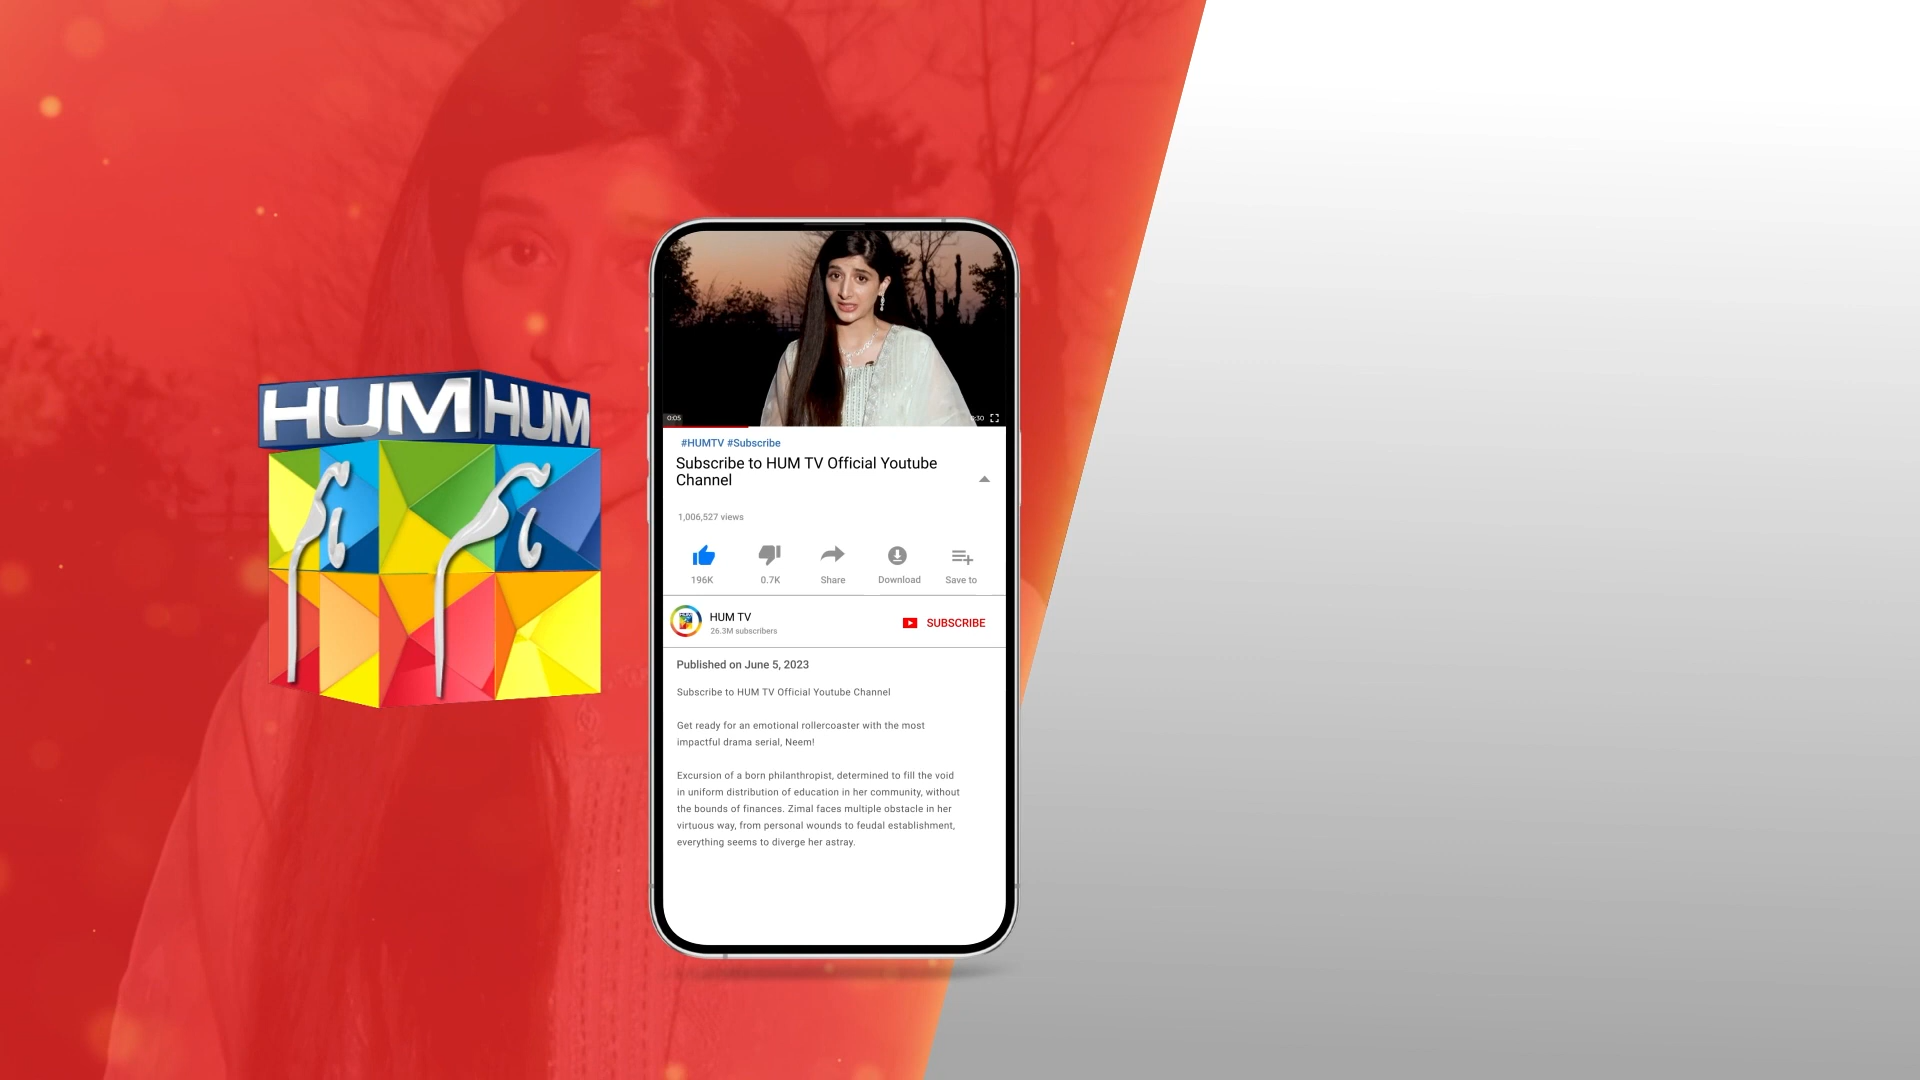 HUM HUM
0:05
:30
#HUMTV #Subscribe
Subscribe to HUM TV Official Youtube
Channel
1,006,527 views
196K 0.7K Share Download Save to
HUM TV
26.3M subscribers
SUBSCRIBE
Published on June 5, 2023
Subscribe to HUM TV Official Youtube Channel
Get ready for an emotional rollercoaster with the most
impactful drama serial, Neem!
Excursion of a born philanthropist, determined to fill the void
in uniform distribution of education in her community, without
the bounds of finances. Zimal faces multiple obstacle in her
virtuous way, from personal wounds to feudal establishment,
everything seems to diverge her astray.